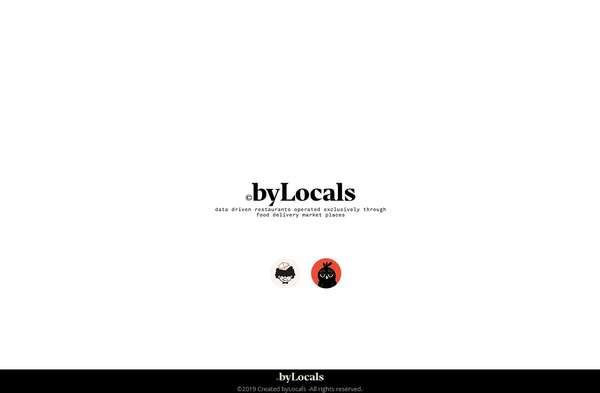 ©byLocals
data driven restaurants operated exclusively through
food delivery market places
©byLocals
©2019 Created byLocals -All rights reserved.